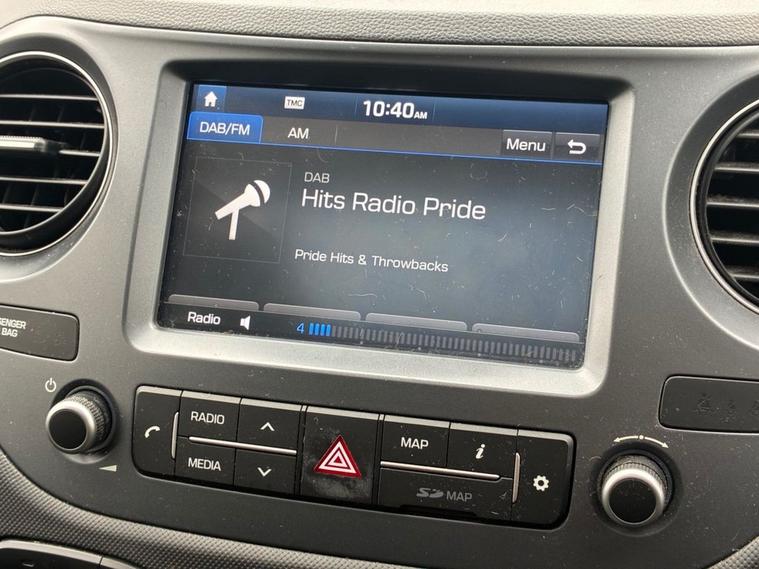 TMC
10:40AM
DAB/FM
AM
Menu
DAB
Hits Radio Pride
Pride Hits & Throwbacks
Radio
4
BAG
RADIO
MEDIA
MAP
i
SD MAP